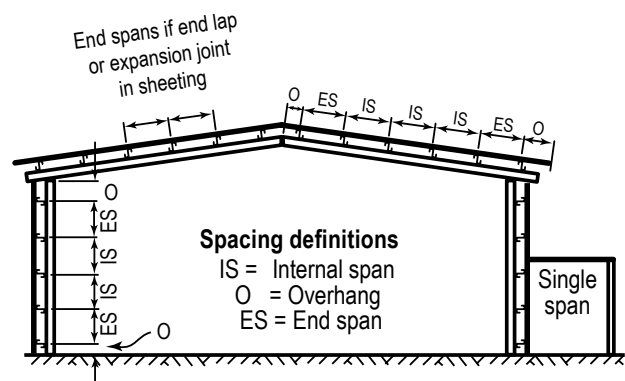 End spans if end lap
or expansion joint
in sheeting
O ES IS IS IS ES O
O
ES
IS
IS
ES
O
Spacing definitions
IS = Internal span
O = Overhang
ES = End span
Single
span